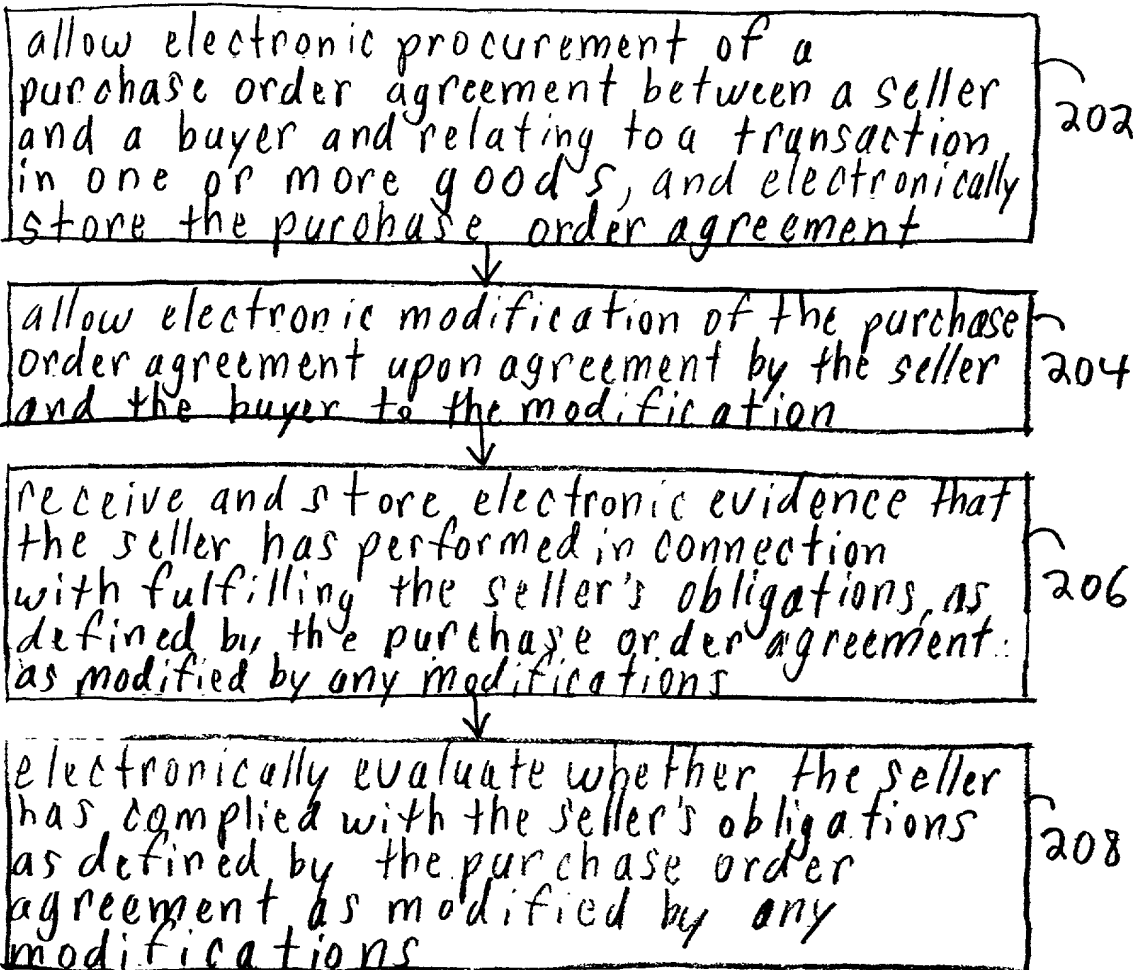 allow electronic procurement of a
purchase order agreement between a seller
and a buyer and relating to a transaction
in one or more goods, and electronically
store the purchase order agreement
202
allow electronic modification of the purchase
order agreement upon agreement by the seller
and the buyer to the modification
204
receive and store electronic evidence that
the seller has performed in connection
with fulfilling the seller's obligations, as
defined by the purchase order agreement
as modified by any modifications
206
electronically evaluate whether the seller
has complied with the seller's obligations
as defined by the purchase order
agreement as modified by any
modifications
208